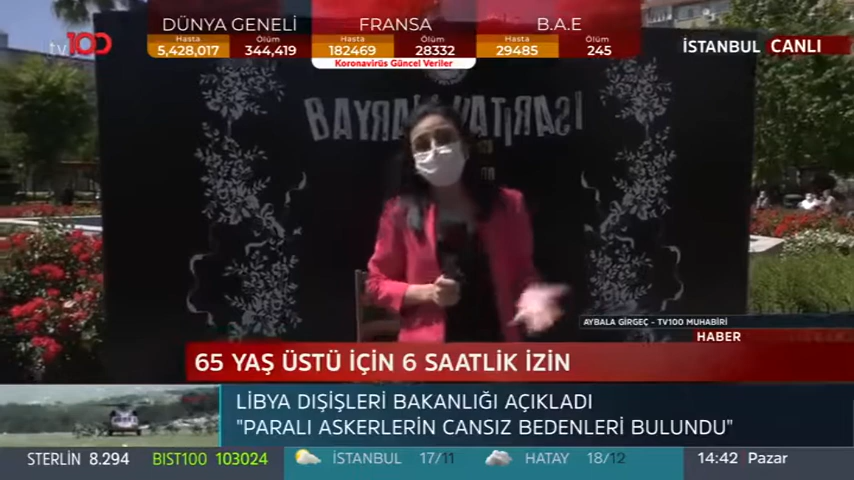 DÜNYA GENELİ FRANSA B.A.E
Hasta Ölüm Hasta Ölüm Hasta Ölüm
5,428,017 344,419 182469 28332 29485 245
Koronavirüs Güncel Veriler
tv100
İSTANBUL CANLI
BAYRAM HATIRASI
AYBALA GİRGEÇ - TV100 MUHABİRİ
HABER
65 YAŞ ÜSTÜ İÇİN 6 SAATLİK İZİN
LİBYA DIŞİŞLERİ BAKANLIĞI AÇIKLADI
"PARALI ASKERLERİN CANSIZ BEDENLERİ BULUNDU"
STERLİN 8.294 BIST100 103024 İSTANBUL 17/11 HATAY 18/12 14:42 Pazar